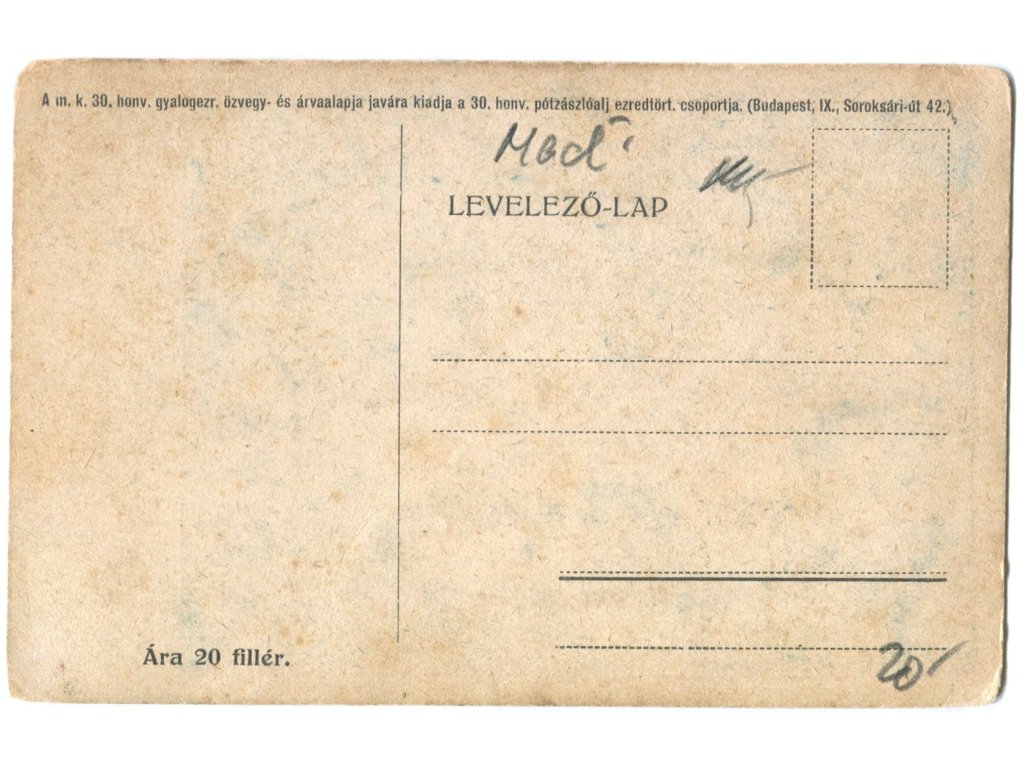 A m. k. 30. honv. gyalogezr. özvegy- és árvaalapja javára kiadja a 30. honv. pótzászlóalj ezredtört. csoportja. (Budapest, IX., Soroksári-út 42.)
LEVELEZŐ-LAP
Ára 20 fillér.
20-